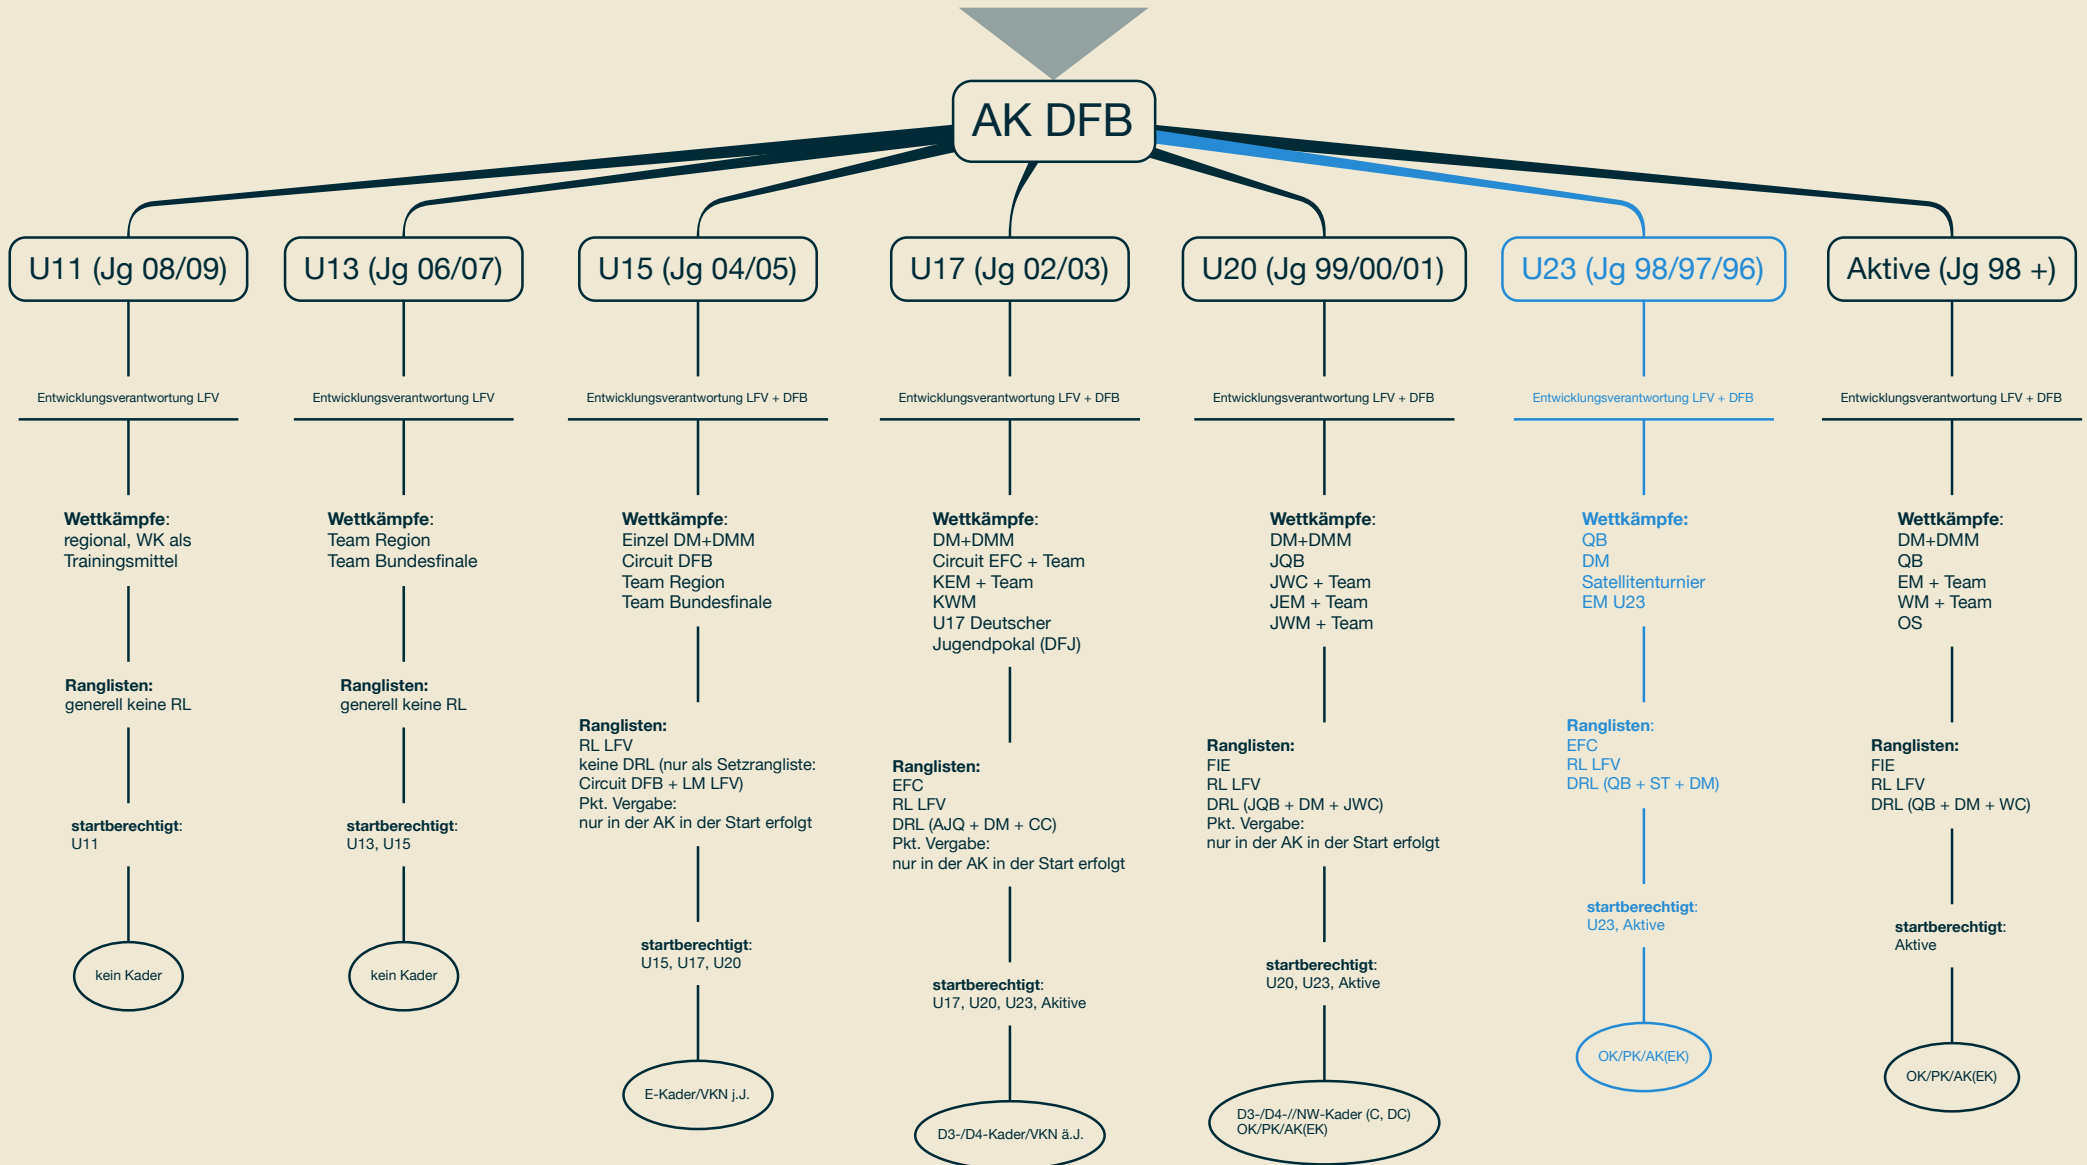 AK DFB
U11 (Jg 08/09)
Entwicklungsverantwortung LFV
Wettkämpfe:
regional, WK als
Trainingsmittel
Ranglisten:
generell keine RL
startberechtigt:
U11
kein Kader
U13 (Jg 06/07)
Entwicklungsverantwortung LFV
Wettkämpfe:
Team Region
Team Bundesfinale
Ranglisten:
generell keine RL
startberechtigt:
U13, U15
kein Kader
U15 (Jg 04/05)
Entwicklungsverantwortung LFV + DFB
Wettkämpfe:
Einzel DM+DMM
Circuit DFB
Team Region
Team Bundesfinale
Ranglisten:
RL LFV
keine DRL (nur als Setzrangliste:
Circuit DFB + LM LFV)
Pkt. Vergabe:
nur in der AK in der Start erfolgt
startberechtigt:
U15, U17, U20
E-Kader/VKN j.J.
U17 (Jg 02/03)
Entwicklungsverantwortung LFV + DFB
Wettkämpfe:
DM+DMM
Circuit EFC + Team
KEM + Team
KWM
U17 Deutscher
Jugendpokal (DFJ)
Ranglisten:
EFC
RL LFV
DRL (AJQ + DM + CC)
Pkt. Vergabe:
nur in der AK in der Start erfolgt
startberechtigt:
U17, U20, U23, Akitive
D3-/D4-Kader/VKN ä.J.
U20 (Jg 99/00/01)
Entwicklungsverantwortung LFV + DFB
Wettkämpfe:
DM+DMM
JQB
JWC + Team
JEM + Team
JWM + Team
Ranglisten:
FIE
RL LFV
DRL (JQB + DM + JWC)
Pkt. Vergabe:
nur in der AK in der Start erfolgt
startberechtigt:
U20, U23, Aktive
D3-/D4-//NW-Kader (C, DC)
OK/PK/AK(EK)
U23 (Jg 98/97/96)
Entwicklungsverantwortung LFV + DFB
Wettkämpfe:
QB
DM
Satellitenturnier
EM U23
Ranglisten:
EFC
RL LFV
DRL (QB + ST + DM)
startberechtigt:
U23, Aktive
OK/PK/AK(EK)
Aktive (Jg 98 +)
Entwicklungsverantwortung LFV + DFB
Wettkämpfe:
DM+DMM
QB
EM + Team
WM + Team
OS
Ranglisten:
FIE
RL LFV
DRL (QB + DM + WC)
startberechtigt:
Aktive
OK/PK/AK(EK)